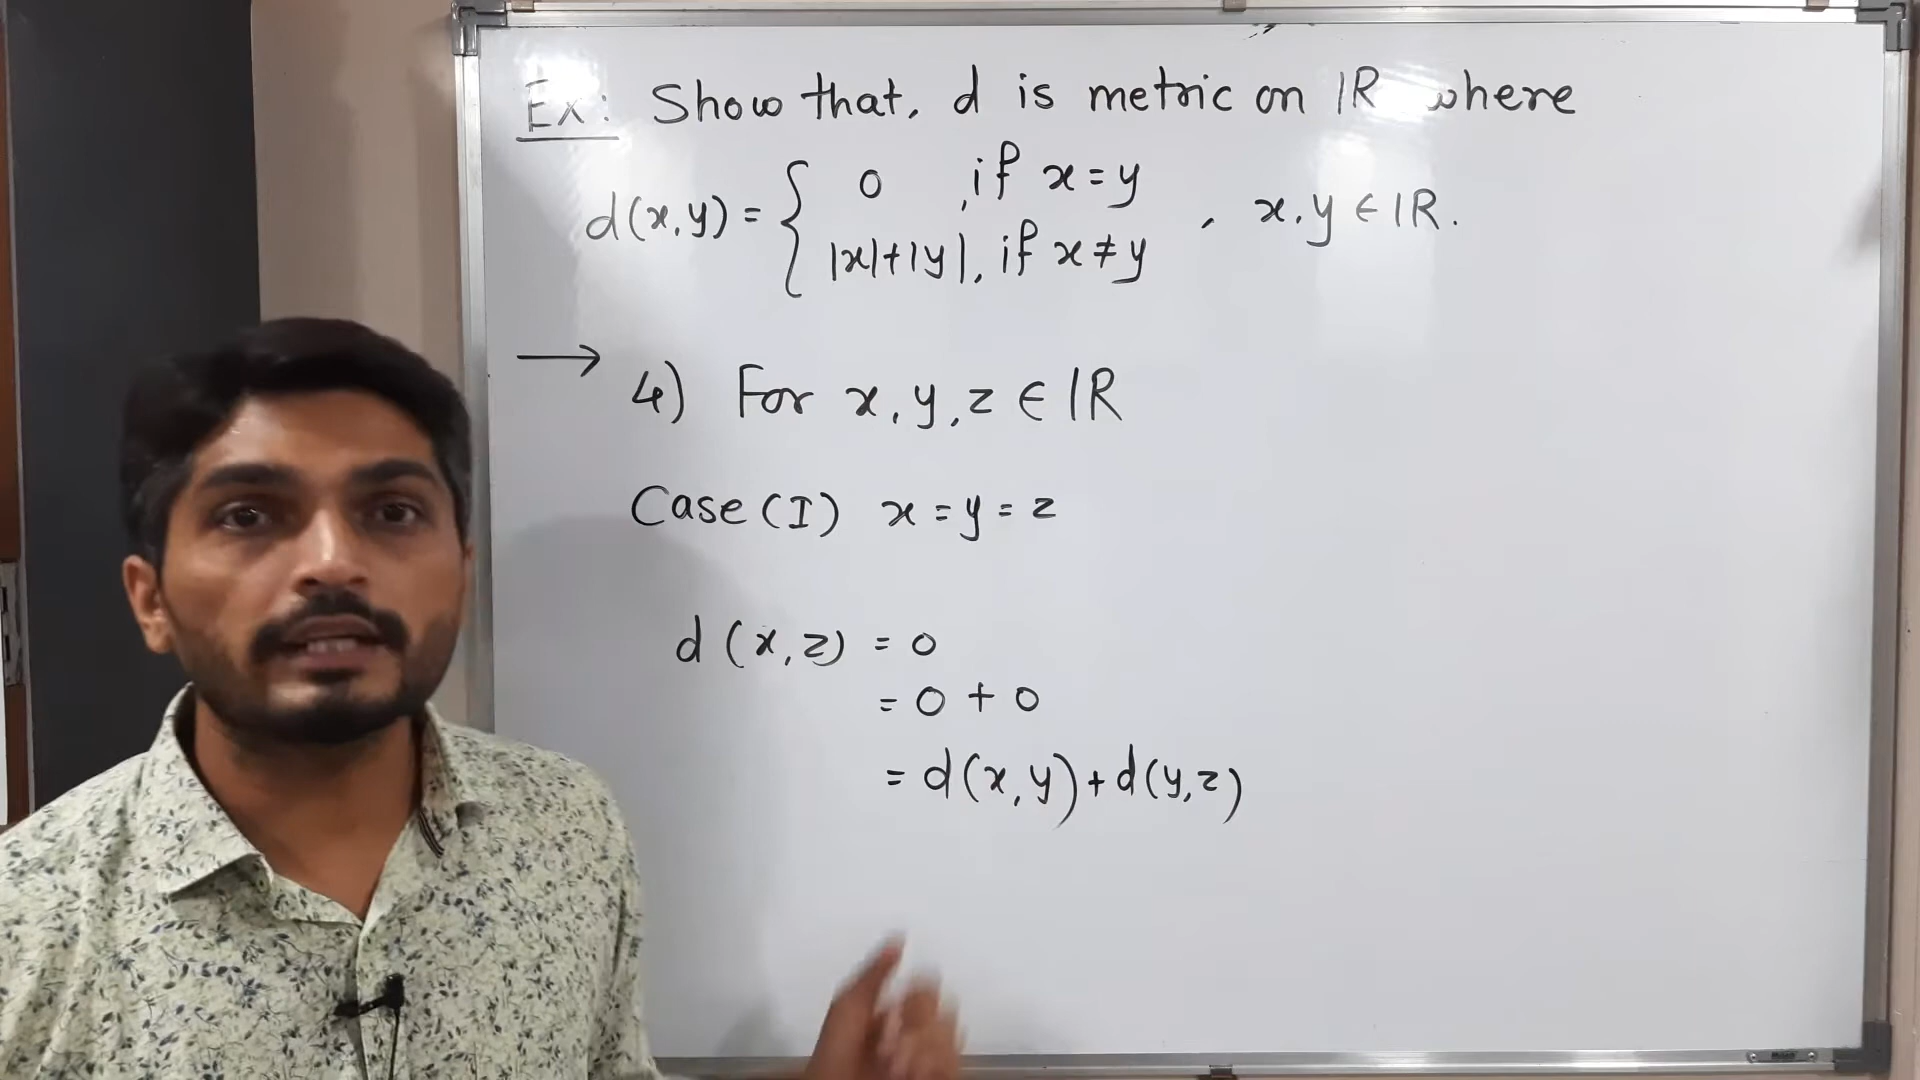 Ex: Show that, d is metric on IR where
d(x,y) = { 0 , if x = y
|x|+|y|, if x ≠ y , x, y ∈ IR.
→ 4) For x, y, z ∈ IR
Case (I) x = y = z
d (x, z) = 0
= 0 + 0
= d(x, y) + d(y, z)